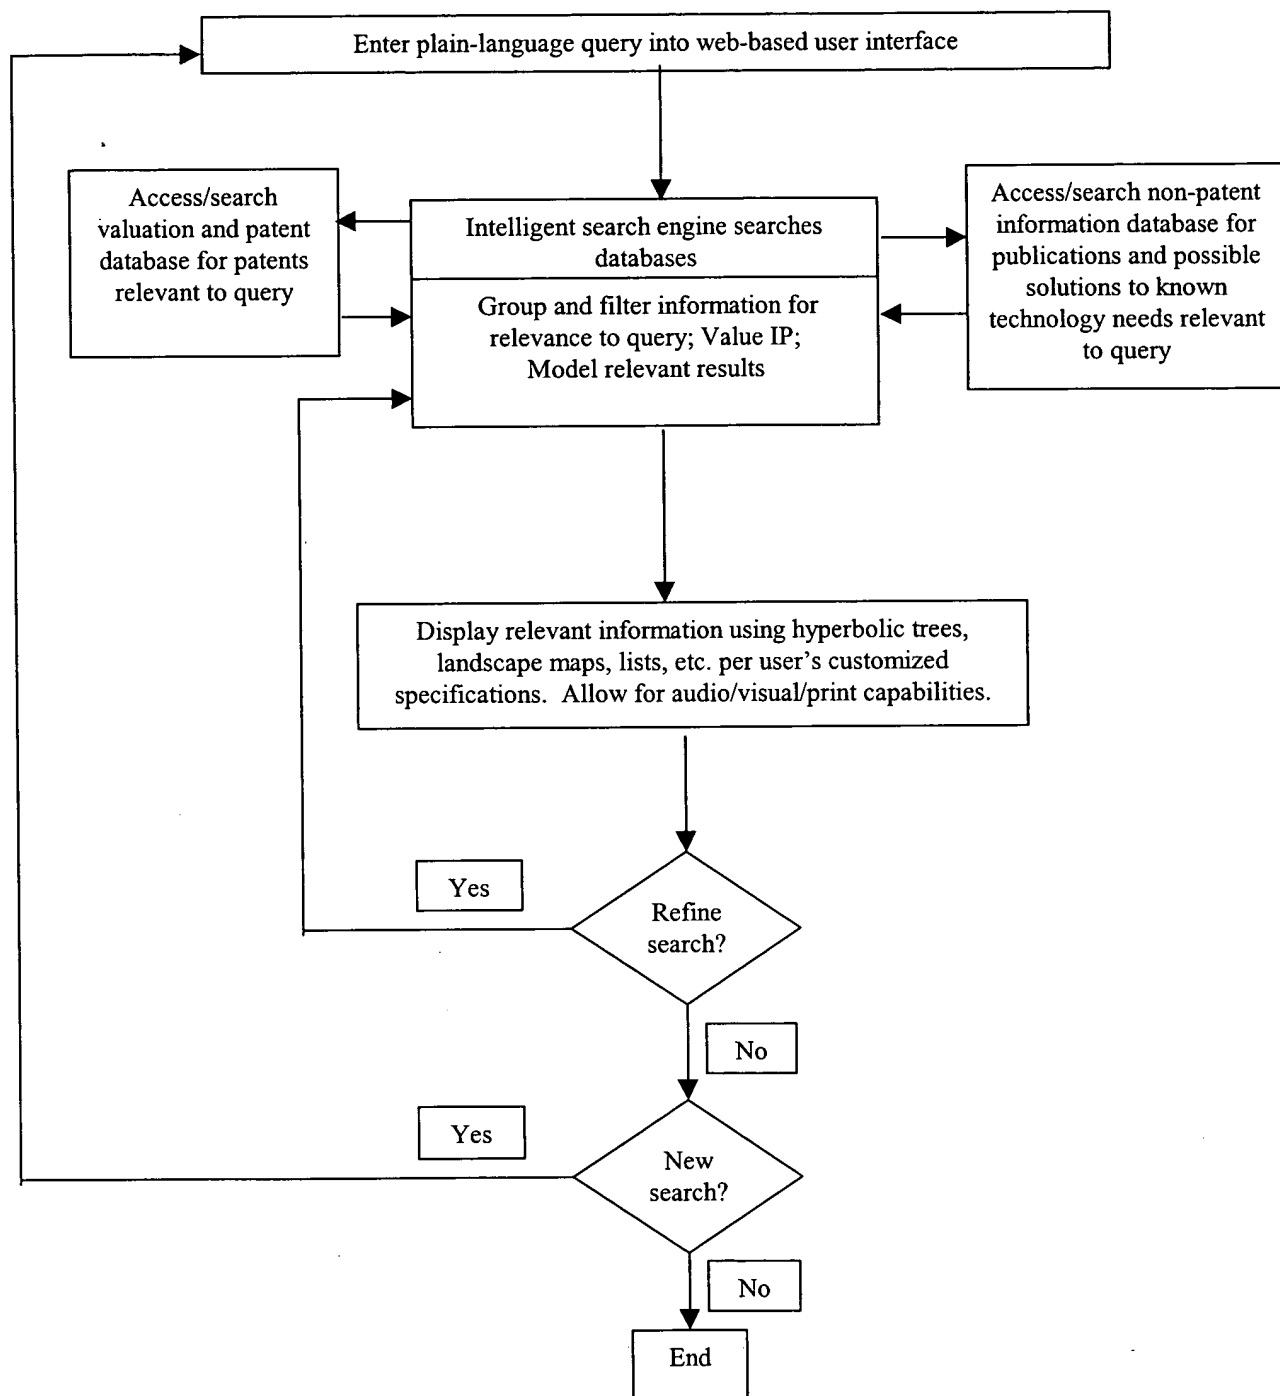 Enter plain-language query into web-based user interface
Access/search
valuation and patent
database for patents
relevant to query
Intelligent search engine searches
databases
Group and filter information for
relevance to query; Value IP;
Model relevant results
Access/search non-patent
information database for
publications and possible
solutions to known
technology needs relevant
to query
Display relevant information using hyperbolic trees,
landscape maps, lists, etc. per user's customized
specifications.  Allow for audio/visual/print capabilities.
Yes
Refine
search?
No
Yes
New
search?
No
End